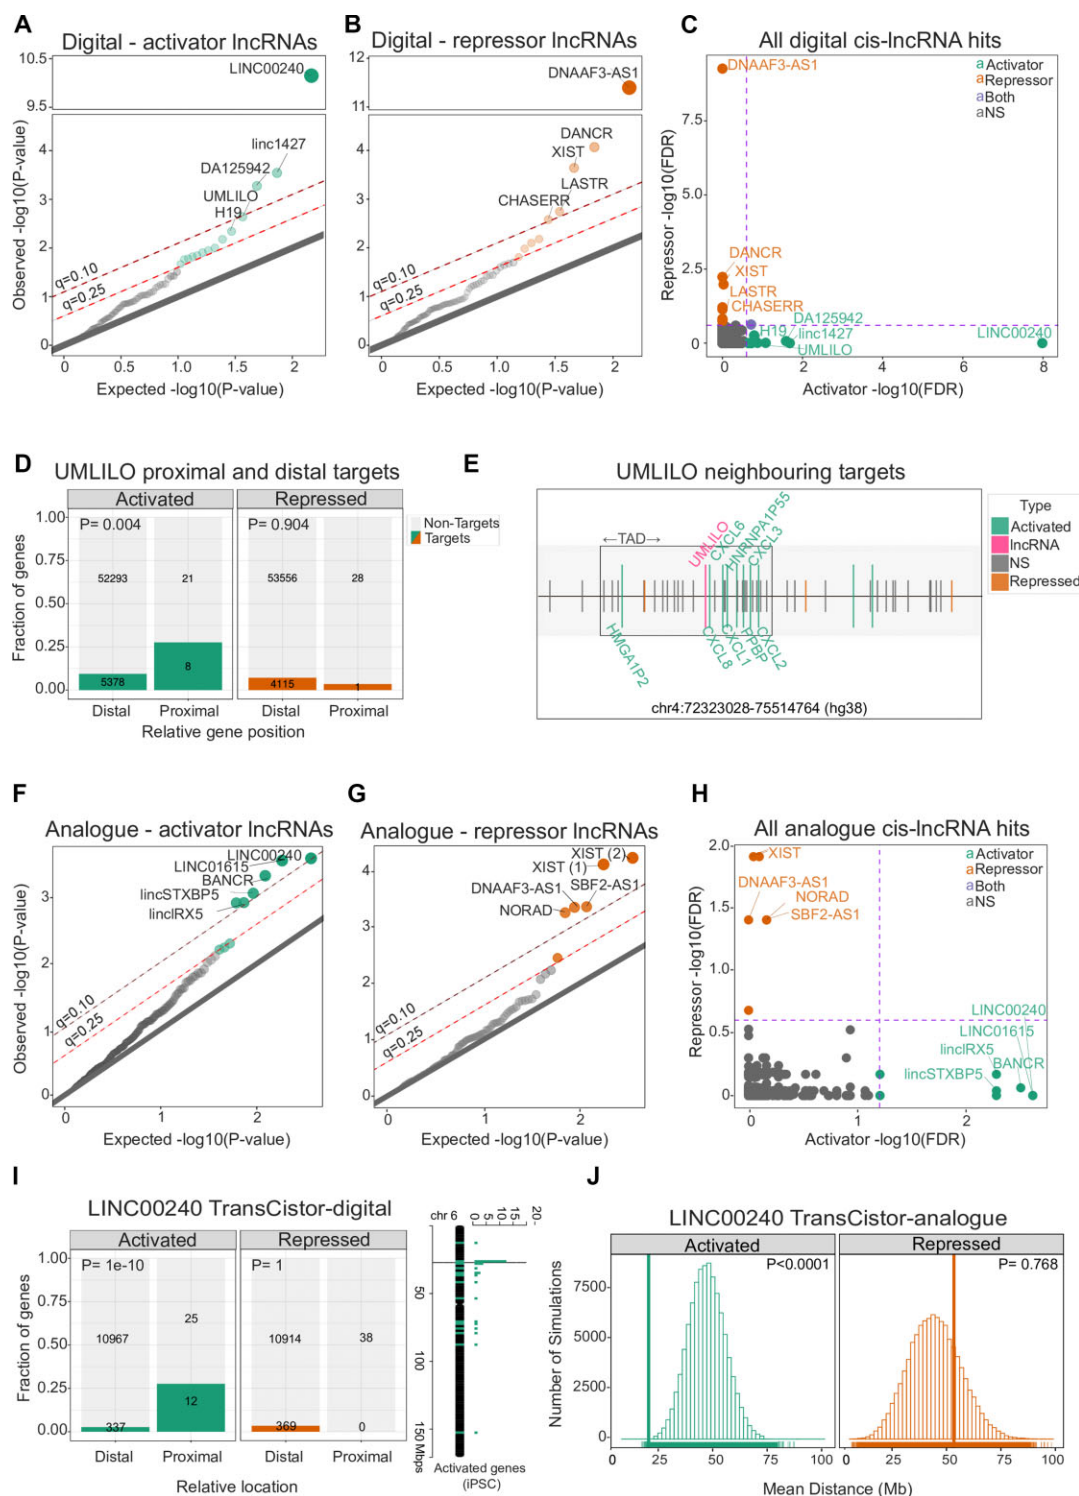 A
Digital - activator lncRNAs
10.5
9.5
LINC00240
4
3
2
1
0
linc1427
DA125942
UMLILO
H19
q=0.10
q=0.25
Observed -log10(P-value)
0
0.5
1.0
1.5
2
Expected -log10(P-value)
B
Digital - repressor lncRNAs
12
11
DNAAF3-AS1
4
3
2
1
0
DANCR
XIST
LASTR
CHASERR
q=0.10
q=0.25
0
0.5
1.0
1.5
2
Expected -log10(P-value)
C
All digital cis-lncRNA hits
DNAAF3-AS1
aActivator
aRepressor
aBoth
aNS
7.5
5
2.5
0
Repressor -log10(FDR)
DANCR
XIST
LASTR
CHASERR
H19
DA125942
linc1427
UMLILO
LINC00240
0
2
4
6
8
Activator -log10(FDR)
D
UMLILO proximal and distal targets
Activated
Repressed
P= 0.004
P= 0.904
Non-Targets
Targets
1.00
0.75
0.50
0.25
0.00
Fraction of genes
52293
21
53556
28
5378
8
4115
1
Distal
Proximal
Distal
Proximal
Relative gene position
E
UMLILO neighbouring targets
←TAD→
UMLILO
CXCL6
HNRNPA1P55
CXCL3
HMGA1P2
CXCL8
CXCL1
PPBP
CXCL2
chr4:72323028-75514764 (hg38)
Type
Activated
lncRNA
NS
Repressed
F
Analogue - activator lncRNAs
LINC00240
LINC01615
BANCR
lincSTXBP5
lincIRX5
3
2
1
0
q=0.10
q=0.25
Observed -log10(P-value)
0
1
2
Expected -log10(P-value)
G
Analogue - repressor lncRNAs
XIST (2)
XIST (1)
DNAAF3-AS1
SBF2-AS1
NORAD
4
3
2
1
0
q=0.10
q=0.25
0
1
2
Expected -log10(P-value)
H
All analogue cis-lncRNA hits
2.0
1.5
1.0
0.5
0
Repressor -log10(FDR)
XIST
DNAAF3-AS1
NORAD
SBF2-AS1
aActivator
aRepressor
aBoth
aNS
LINC00240
LINC01615
lincIRX5
BANCR
lincSTXBP5
0
1
2
Activator -log10(FDR)
I
LINC00240 TransCistor-digital
Activated
Repressed
P= 1e-10
P= 1
1.00
0.75
0.50
0.25
0.00
Fraction of genes
10967
25
10914
38
337
12
369
0
Distal
Proximal
Distal
Proximal
Relative location
chr 6
0
5
10
15
20
50
100
150 Mbps
Activated genes
(iPSC)
J
LINC00240 TransCistor-analogue
Activated
Repressed
P<0.0001
P= 0.768
7500
5000
2500
0
Number of Simulations
25
50
75
100
0
25
50
75
100
Mean Distance (Mb)